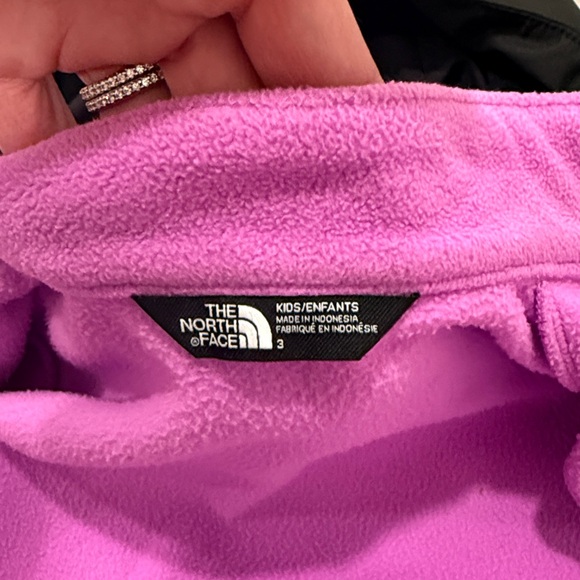 THE
NORTH
®FACE
KIDS/ENFANTS
MADE IN INDONESIA
FABRIQUÉ EN INDONÉSIE
3